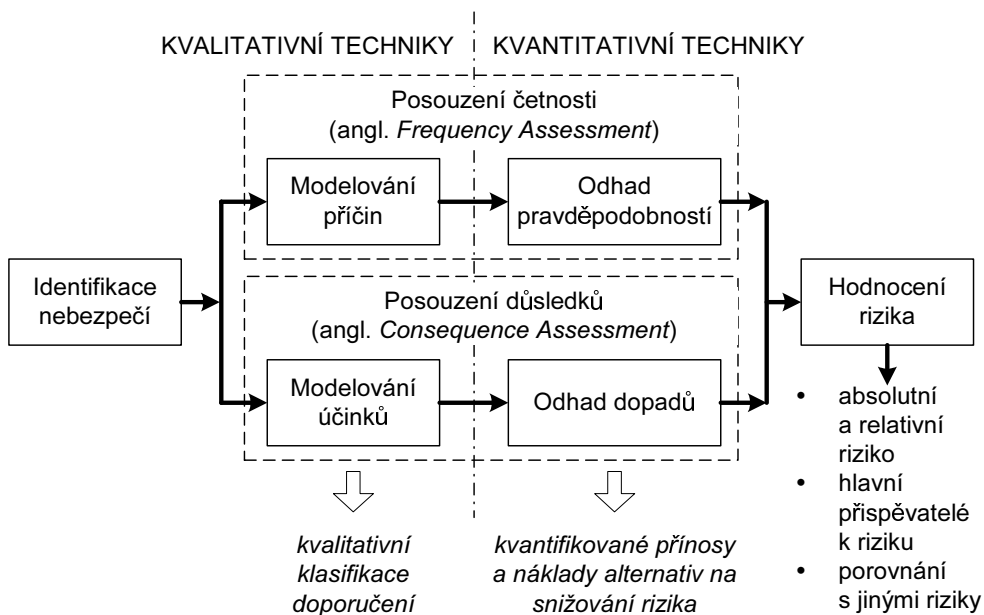 KVALITATIVNÍ TECHNIKY
KVANTITATIVNÍ TECHNIKY
Posouzení četnosti
(angl. Frequency Assessment)
Modelování
příčin
Odhad
pravděpodobností
Identifikace
nebezpečí
Posouzení důsledků
(angl. Consequence Assessment)
Modelování
účinků
Odhad dopadů
Hodnocení
rizika
• absolutní
a relativní
riziko
• hlavní
přispěvatelé
k riziku
• porovnání
s jinými riziky
kvalitativní
klasifikace
doporučení
kvantifikované přínosy
a náklady alternativ na
snižování rizika